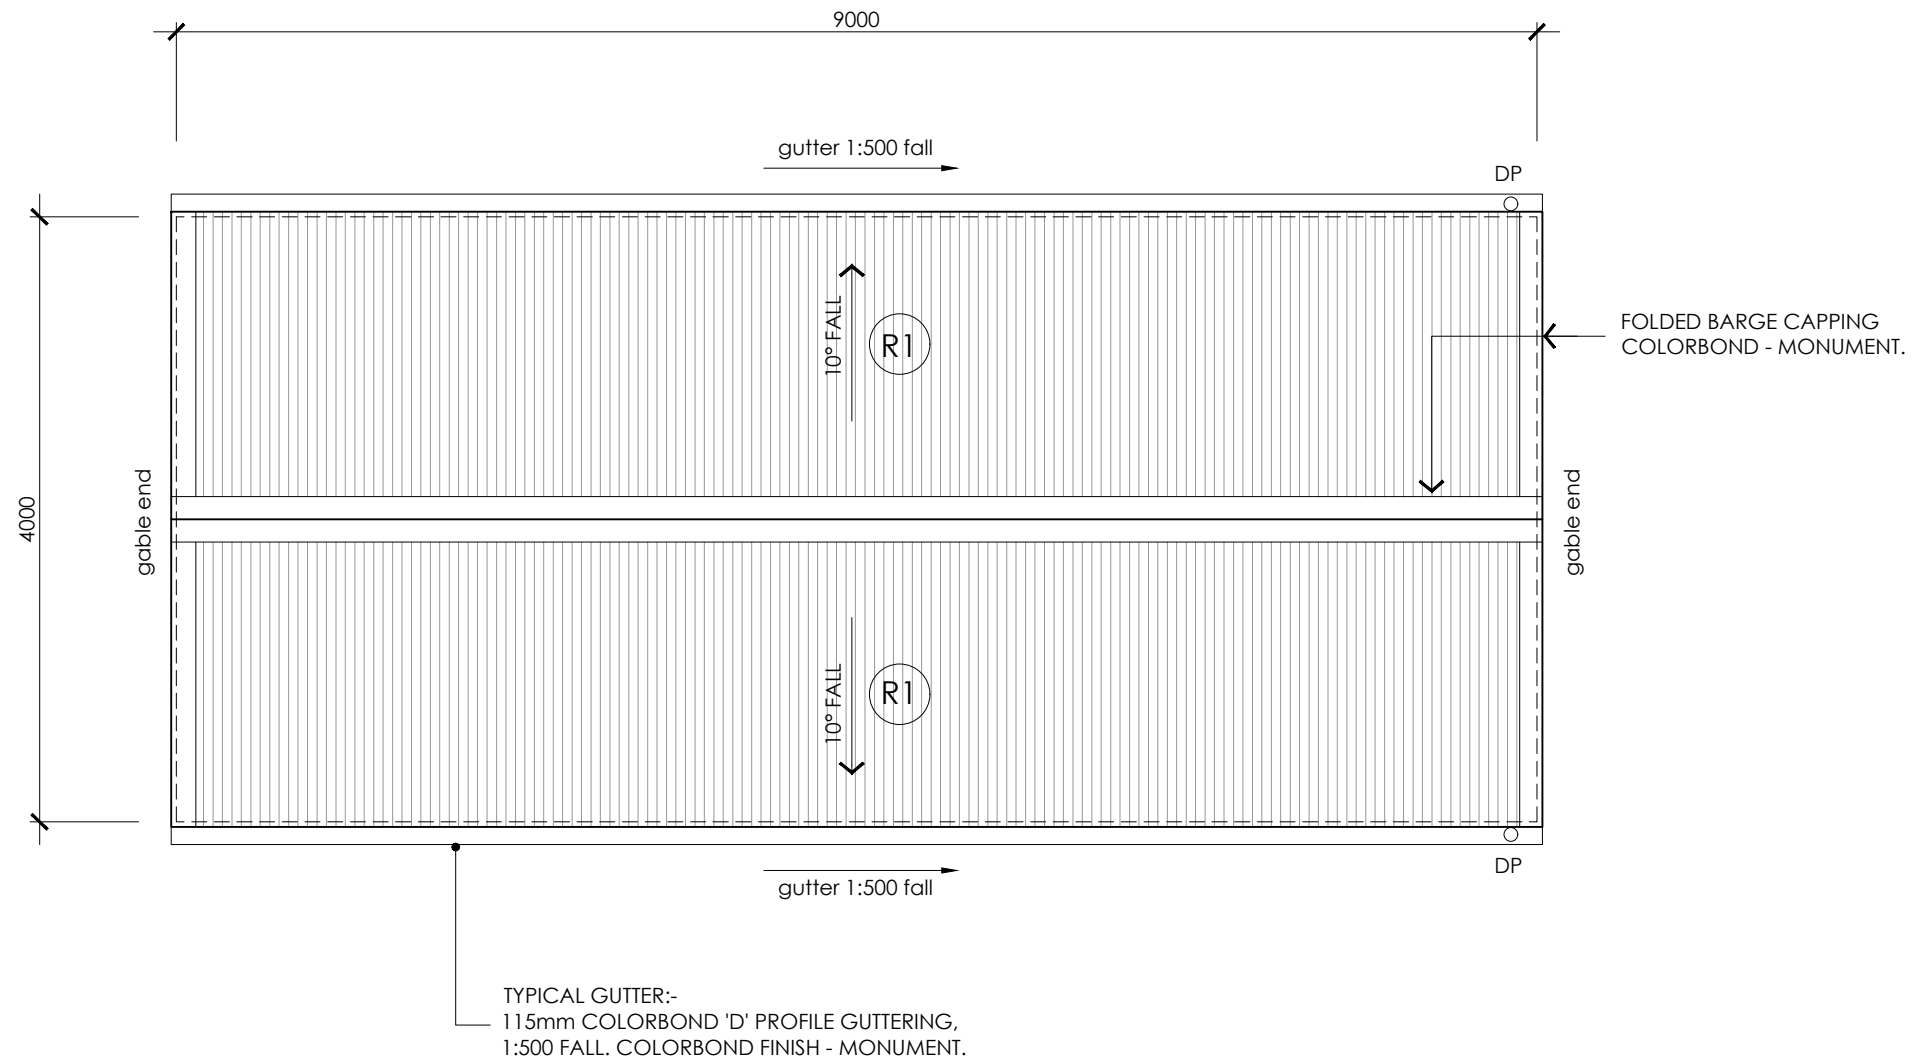 9000
gutter 1:500 fall
DP
10° FALL
R1
FOLDED BARGE CAPPING
COLORBOND - MONUMENT.
4000
gable end
gable end
10° FALL
R1
DP
gutter 1:500 fall
TYPICAL GUTTER:-
115mm COLORBOND 'D' PROFILE GUTTERING,
1:500 FALL. COLORBOND FINISH - MONUMENT.